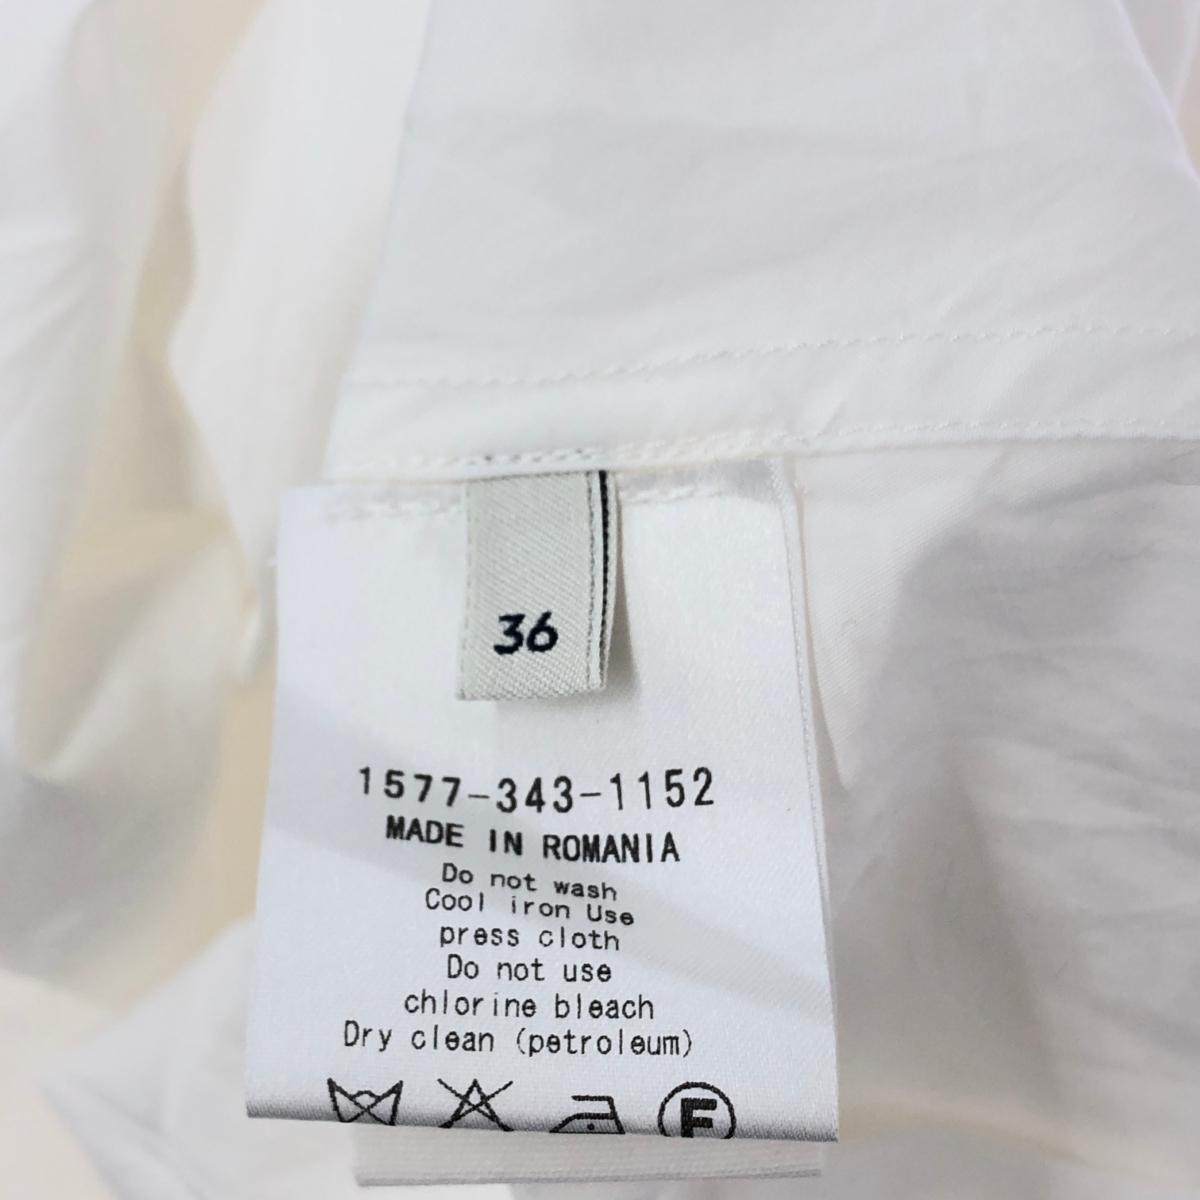 36
1577-343-1152
MADE IN ROMANIA
Do not wash
Cool iron Use
press cloth
Do not use
chlorine bleach
Dry clean (petroleum)
F